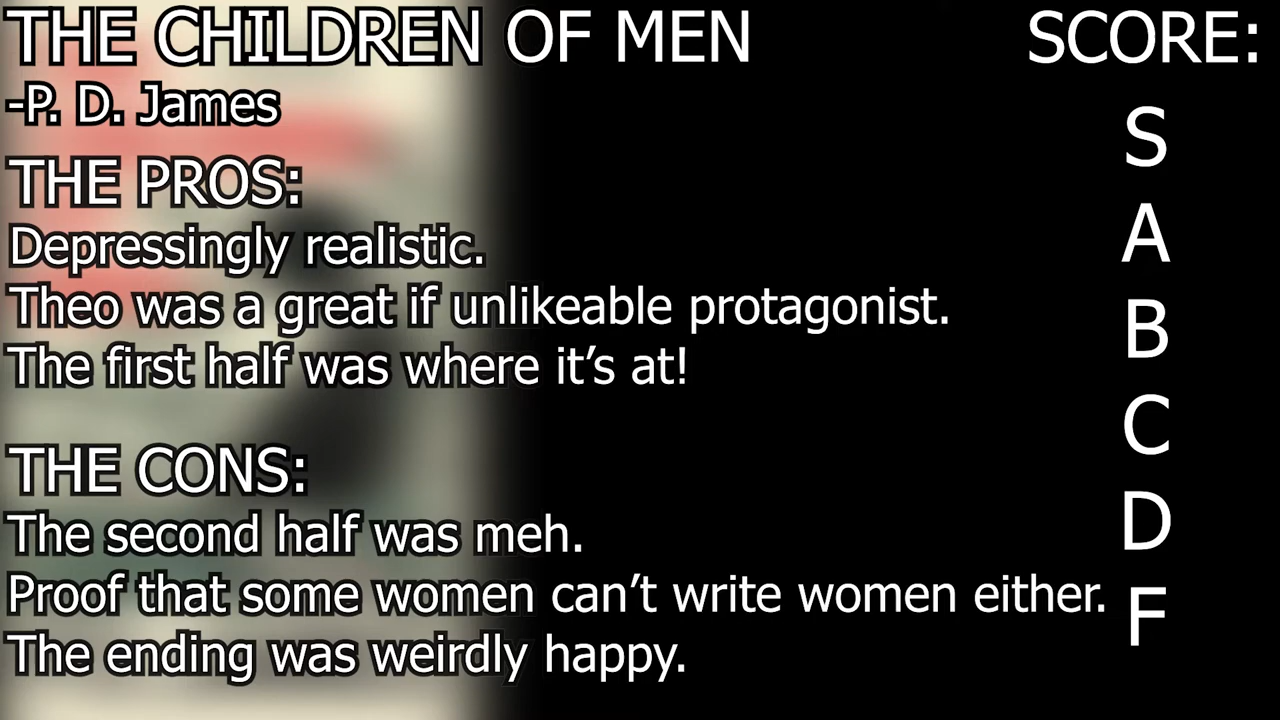 THE CHILDREN OF MEN
-P. D. James
THE PROS:
Depressingly realistic.
Theo was a great if unlikeable protagonist.
The first half was where it’s at!
THE CONS:
The second half was meh.
Proof that some women can’t write women either.
The ending was weirdly happy.
SCORE:
S
A
B
C
D
F